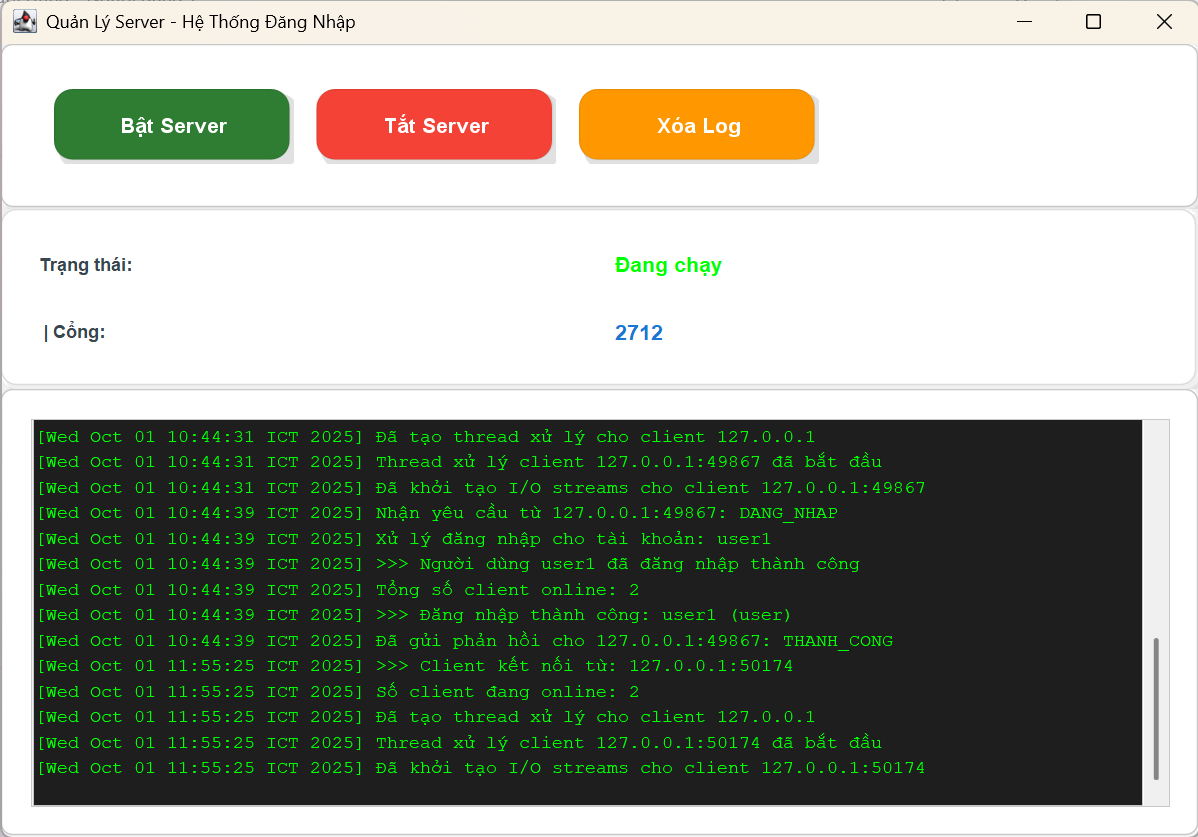 Quản Lý Server - Hệ Thống Đăng Nhập
Bật Server Tắt Server Xóa Log
Trạng thái: Đang chạy
| Cổng: 2712
[Wed Oct 01 10:44:31 ICT 2025] Đã tạo thread xử lý cho client 127.0.0.1
[Wed Oct 01 10:44:31 ICT 2025] Thread xử lý client 127.0.0.1:49867 đã bắt đầu
[Wed Oct 01 10:44:31 ICT 2025] Đã khởi tạo I/O streams cho client 127.0.0.1:49867
[Wed Oct 01 10:44:39 ICT 2025] Nhận yêu cầu từ 127.0.0.1:49867: DANG_NHAP
[Wed Oct 01 10:44:39 ICT 2025] Xử lý đăng nhập cho tài khoản: user1
[Wed Oct 01 10:44:39 ICT 2025] >>> Người dùng user1 đã đăng nhập thành công
[Wed Oct 01 10:44:39 ICT 2025] Tổng số client online: 2
[Wed Oct 01 10:44:39 ICT 2025] >>> Đăng nhập thành công: user1 (user)
[Wed Oct 01 10:44:39 ICT 2025] Đã gửi phản hồi cho 127.0.0.1:49867: THANH_CONG
[Wed Oct 01 11:55:25 ICT 2025] >>> Client kết nối từ: 127.0.0.1:50174
[Wed Oct 01 11:55:25 ICT 2025] Số client đang online: 2
[Wed Oct 01 11:55:25 ICT 2025] Đã tạo thread xử lý cho client 127.0.0.1
[Wed Oct 01 11:55:25 ICT 2025] Thread xử lý client 127.0.0.1:50174 đã bắt đầu
[Wed Oct 01 11:55:25 ICT 2025] Đã khởi tạo I/O streams cho client 127.0.0.1:50174